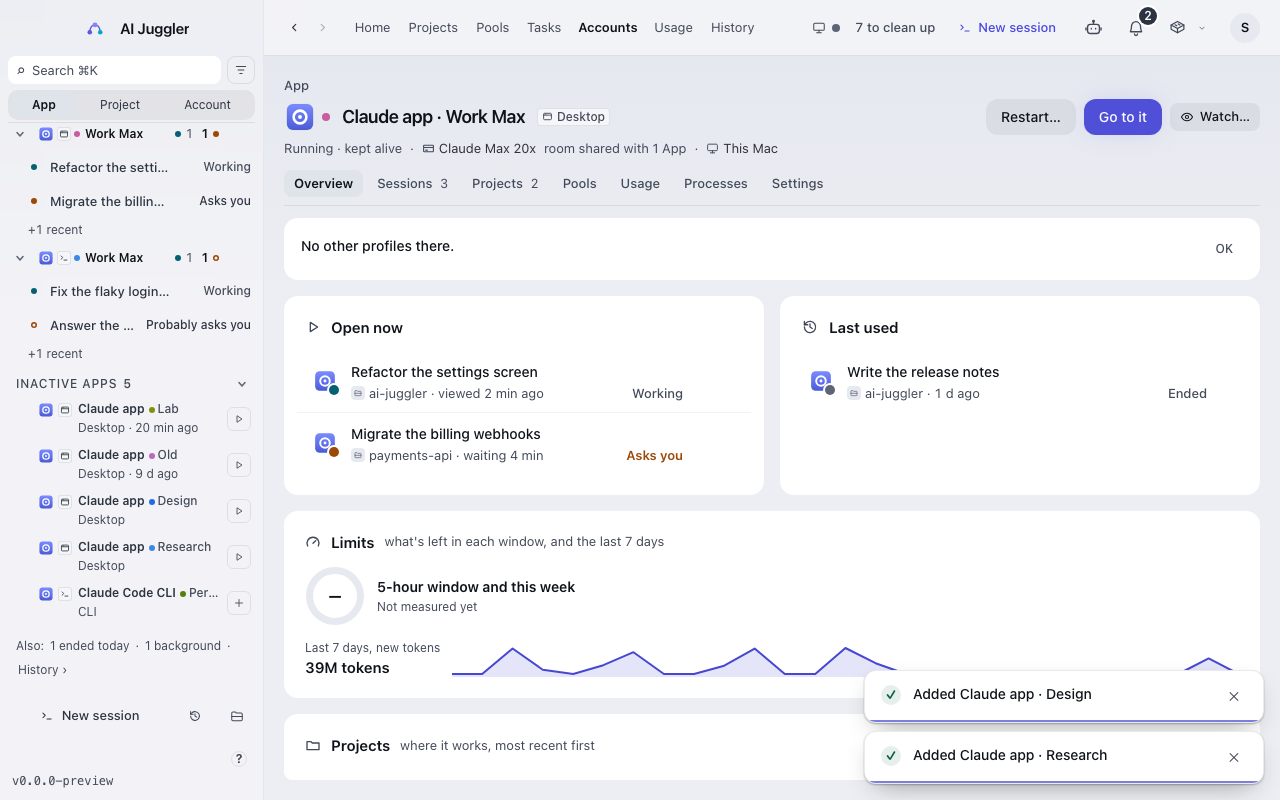 AI Juggler
Search ⌘K
App Project Account
Work Max 1 1
Refactor the setti... Working
Migrate the billin... Asks you
+1 recent
Work Max 1 1
Fix the flaky login... Working
Answer the ... Probably asks you
+1 recent
INACTIVE APPS 5
Claude app Lab
Desktop · 20 min ago
Claude app Old
Desktop · 9 d ago
Claude app Design
Desktop
Claude app Research
Desktop
Claude Code CLI Per...
CLI
Also: 1 ended today · 1 background ·
History ›
New session
?
v0.0.0-preview
Home Projects Pools Tasks Accounts Usage History
7 to clean up New session 2 S
App
Claude app · Work Max Desktop
Restart... Go to it Watch...
Running · kept alive · Claude Max 20x room shared with 1 App · This Mac
Overview Sessions 3 Projects 2 Pools Usage Processes Settings
No other profiles there. OK
Open now
Refactor the settings screen
ai-juggler · viewed 2 min ago Working
Migrate the billing webhooks
payments-api · waiting 4 min Asks you
Last used
Write the release notes
ai-juggler · 1 d ago Ended
Limits what's left in each window, and the last 7 days
5-hour window and this week
Not measured yet
Last 7 days, new tokens
39M tokens
Projects where it works, most recent first
Added Claude app · Design
Added Claude app · Research